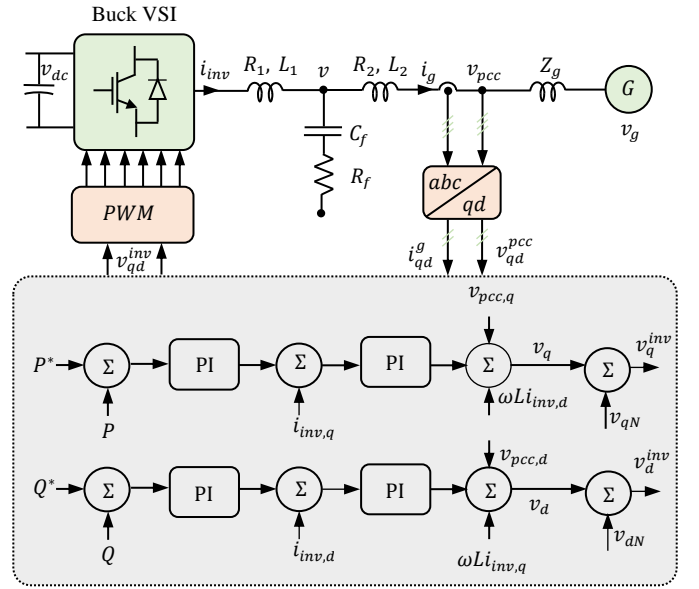 Buck VSI
v_dc
i_inv
R_1, L_1
v
R_2, L_2
i_g
v_pcc
Z_g
G
v_g
C_f
R_f
abc
qd
PWM
v_qd^inv
i_qd^g
v_qd^pcc
v_pcc,q
P*
Σ
PI
Σ
PI
Σ
v_q
Σ
v_q^inv
P
i_inv,q
ωLi_inv,d
v_qN
Q*
Σ
PI
Σ
PI
Σ
v_pcc,d
v_d
Σ
v_d^inv
Q
i_inv,d
ωLi_inv,q
v_dN